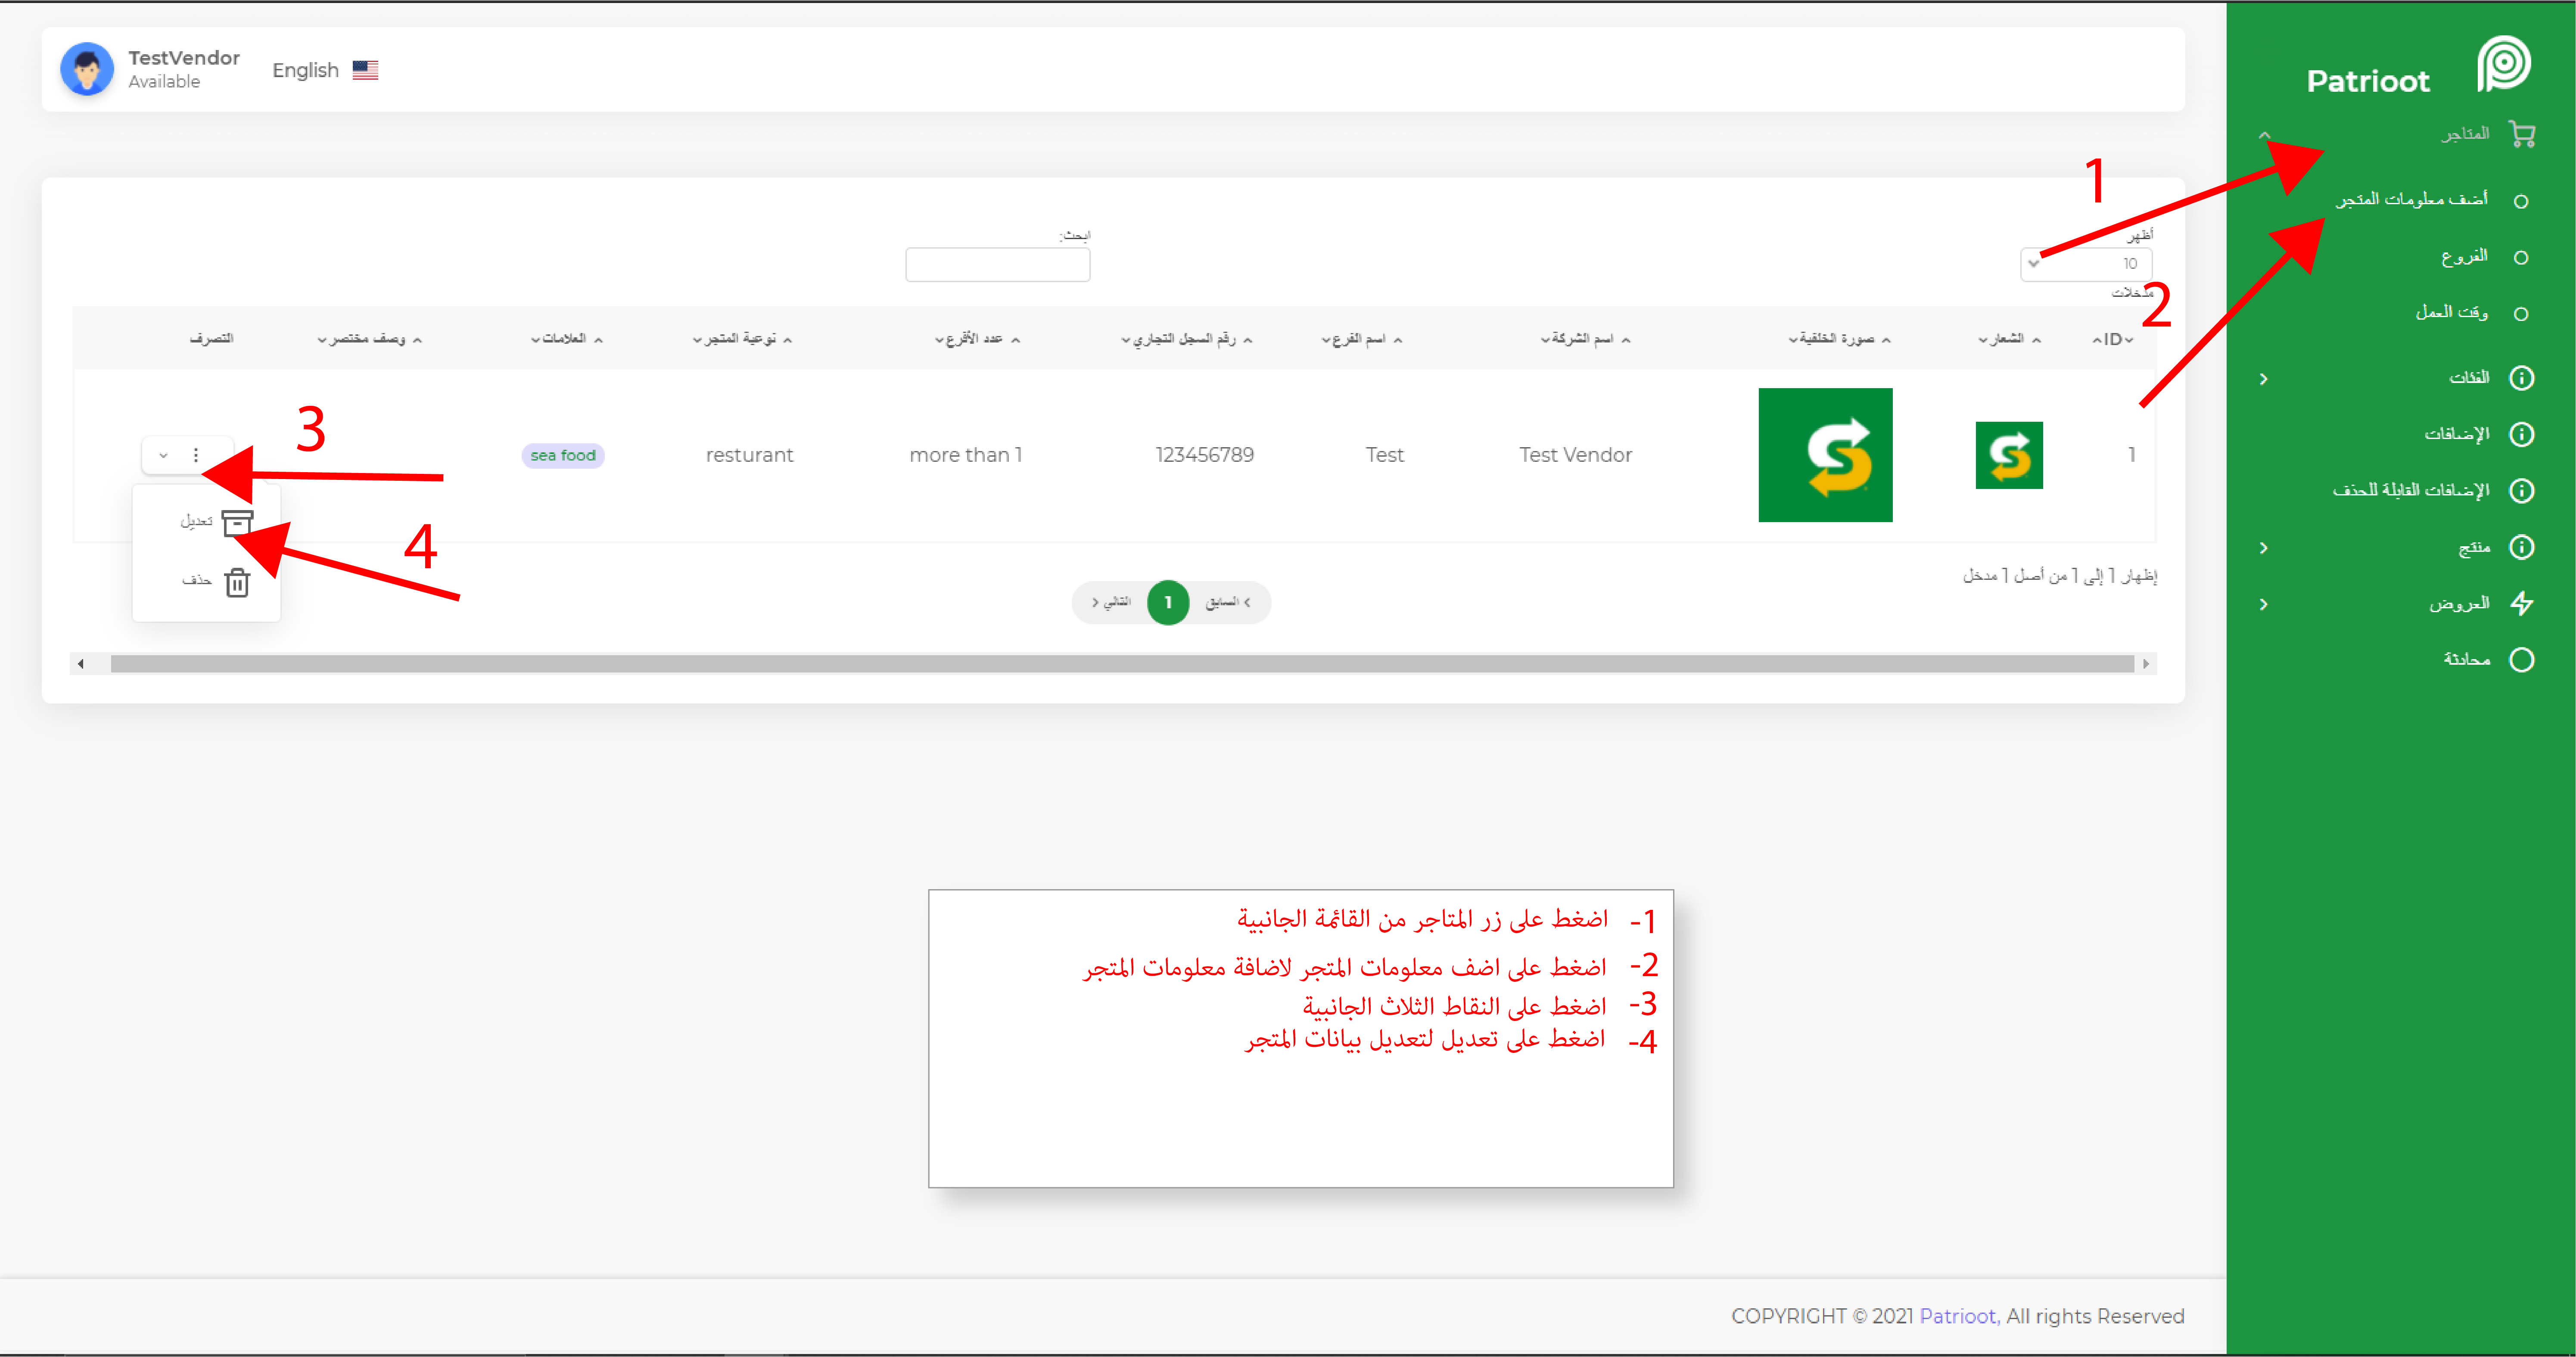 TestVendor
Available
English
Patrioot
المتاجر
أضف معلومات المتجر
الفروع
وقت العمل
الفئات
الإضافات
الإضافات القابلة للحذف
منتج
العروض
محادثة
1
2
أظهر
10
مدخلات
ابحث:
ID
الشعار
صورة الخلفية
اسم الشركة
اسم الفرع
رقم السجل التجاري
عدد الأفرع
نوعية المتجر
العلامات
وصف مختصر
التصرف
1
Test Vendor
Test
123456789
more than 1
resturant
sea food
3
تعديل
4
حذف
إظهار 1 إلى 1 من أصل 1 مدخل
السابق
1
التالي
1- اضغط على زر المتاجر من القائمة الجانبية
2- اضغط على اضف معلومات المتجر لاضافة معلومات المتجر
3- اضغط على النقاط الثلاث الجانبية
4- اضغط على تعديل لتعديل بيانات المتجر
COPYRIGHT © 2021 Patrioot, All rights Reserved